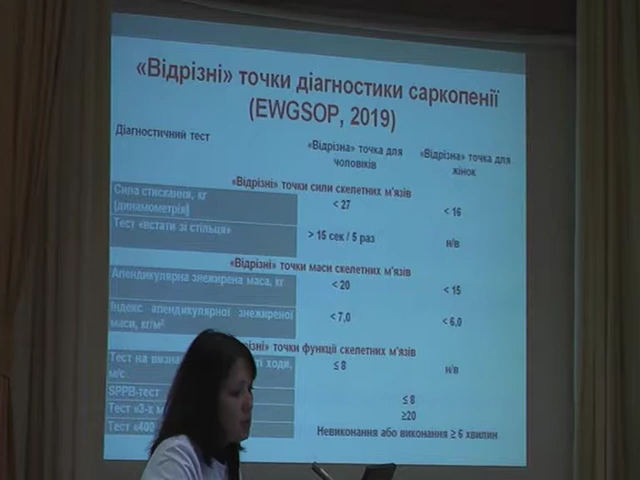 «Відрізні» точки діагностики саркопенії
(EWGSOP, 2019)
Діагностичний тест
«Відрізна» точка для
чоловіків
«Відрізна» точка для
жінок
«Відрізні» точки сили скелетних м'язів
Сила стискання, кг
(динамометрія)
< 27
< 16
Тест «встати зі стільця»
> 15 сек / 5 раз
н/в
«Відрізні» точки маси скелетних м'язів
Апендикулярна знежирена маса, кг
< 20
< 15
Індекс апендикулярної знежиреної
маси, кг/м²
< 7,0
< 6,0
точки функції скелетних м'язів
Тест на ходи,
м/с
≤ 8
н/в
SPPB-тест
≤ 8
Тест «3-х
≥20
Тест «400
Невиконання або виконання ≥ 6 хвилин